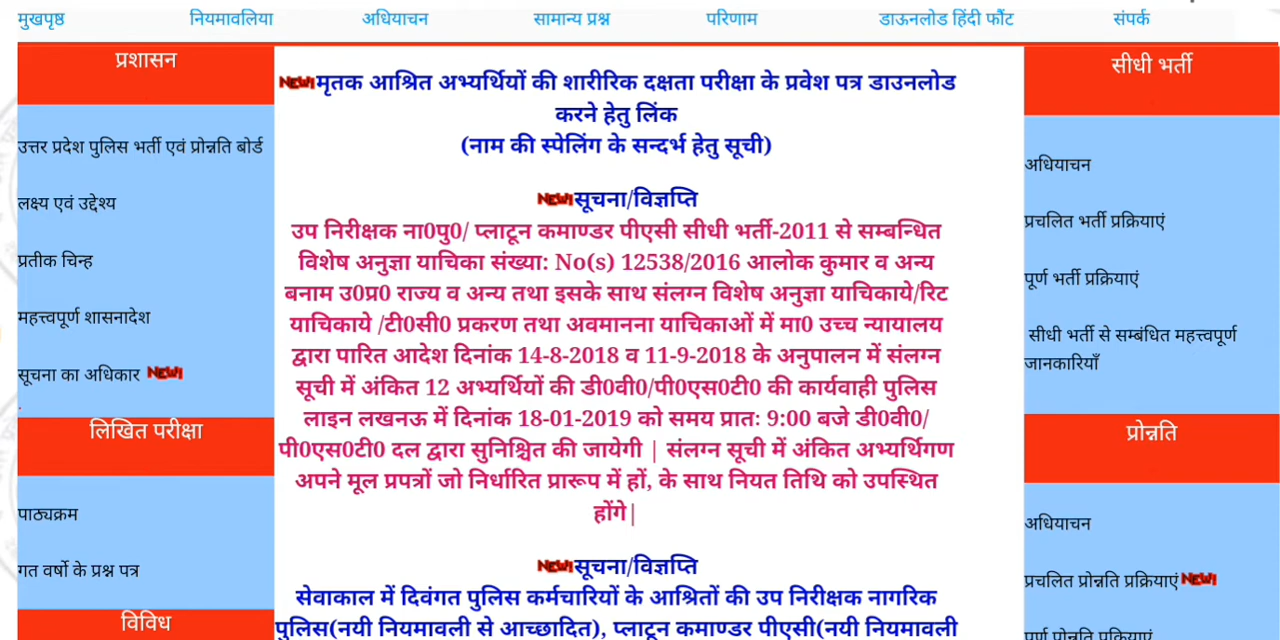 मुखपृष्ठ नियमावलिया अधियाचन सामान्य प्रश्न परिणाम डाऊनलोड हिंदी फौंट संपर्क
प्रशासन
उत्तर प्रदेश पुलिस भर्ती एवं प्रोन्नति बोर्ड
लक्ष्य एवं उद्देश्य
प्रतीक चिन्ह
महत्त्वपूर्ण शासनादेश
सूचना का अधिकार NEW!
लिखित परीक्षा
पाठ्यक्रम
गत वर्षो के प्रश्न पत्र
विविध
NEW! मृतक आश्रित अभ्यर्थियों की शारीरिक दक्षता परीक्षा के प्रवेश पत्र डाउनलोड
करने हेतु लिंक
(नाम की स्पेलिंग के सन्दर्भ हेतु सूची)
NEW! सूचना/विज्ञप्ति
उप निरीक्षक ना0पु0/ प्लाटून कमाण्डर पीएसी सीधी भर्ती-2011 से सम्बन्धित
विशेष अनुज्ञा याचिका संख्या: No(s) 12538/2016 आलोक कुमार व अन्य
बनाम उ0प्र0 राज्य व अन्य तथा इसके साथ संलग्न विशेष अनुज्ञा याचिकाये/रिट
याचिकाये /टी0सी0 प्रकरण तथा अवमानना याचिकाओं में मा0 उच्च न्यायालय
द्वारा पारित आदेश दिनांक 14-8-2018 व 11-9-2018 के अनुपालन में संलग्न
सूची में अंकित 12 अभ्यर्थियों की डी0वी0/पी0एस0टी0 की कार्यवाही पुलिस
लाइन लखनऊ में दिनांक 18-01-2019 को समय प्रात: 9:00 बजे डी0वी0/
पी0एस0टी0 दल द्वारा सुनिश्चित की जायेगी | संलग्न सूची में अंकित अभ्यर्थिगण
अपने मूल प्रपत्रों जो निर्धारित प्रारूप में हों, के साथ नियत तिथि को उपस्थित
होंगे|
NEW! सूचना/विज्ञप्ति
सेवाकाल में दिवंगत पुलिस कर्मचारियों के आश्रितों की उप निरीक्षक नागरिक
पुलिस(नयी नियमावली से आच्छादित), प्लाटून कमाण्डर पीएसी(नयी नियमावली
सीधी भर्ती
अधियाचन
प्रचलित भर्ती प्रक्रियाएं
पूर्ण भर्ती प्रक्रियाएं
सीधी भर्ती से सम्बंधित महत्त्वपूर्ण
जानकारियाँ
प्रोन्नति
अधियाचन
प्रचलित प्रोन्नति प्रक्रियाएं NEW!
पूर्ण प्रोन्नति प्रक्रियाएं